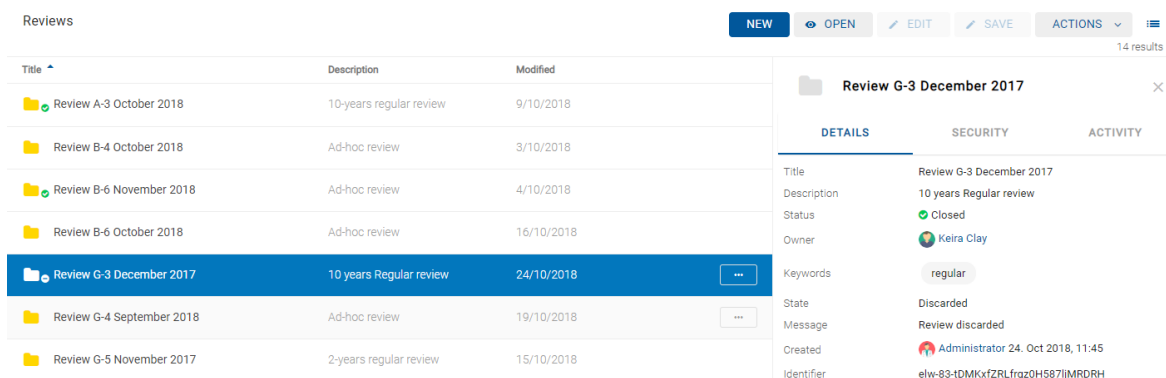 Reviews
NEW OPEN EDIT SAVE ACTIONS
14 results
Title Description Modified
Review A-3 October 2018 10-years regular review 9/10/2018
Review B-4 October 2018 Ad-hoc review 3/10/2018
Review B-6 November 2018 Ad-hoc review 4/10/2018
Review B-6 October 2018 Ad-hoc review 16/10/2018
Review G-3 December 2017 10 years Regular review 24/10/2018
Review G-4 September 2018 Ad-hoc review 19/10/2018
Review G-5 November 2017 2-years regular review 15/10/2018
Review G-3 December 2017
DETAILS SECURITY ACTIVITY
Title Review G-3 December 2017
Description 10 years Regular review
Status Closed
Owner Keira Clay
Keywords regular
State Discarded
Message Review discarded
Created Administrator 24. Oct 2018, 11:45
Identifier